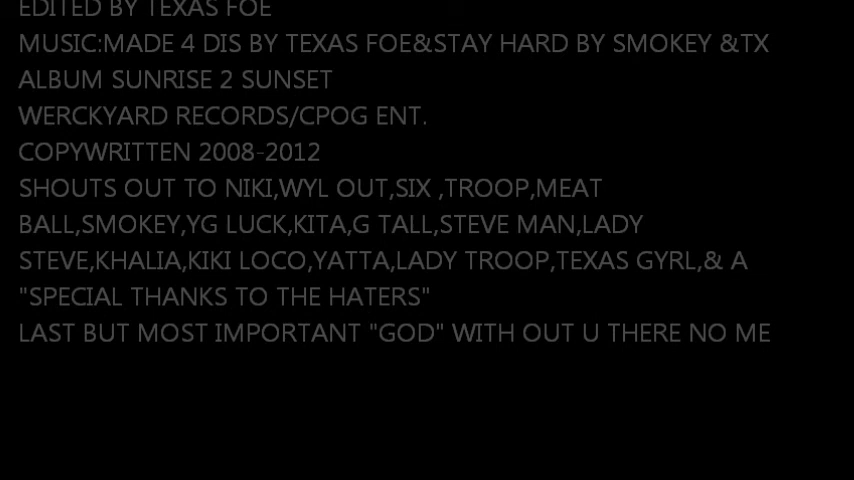 EDITED BY TEXAS FOE
MUSIC:MADE 4 DIS BY TEXAS FOE&STAY HARD BY SMOKEY &TX
ALBUM SUNRISE 2 SUNSET
WERCKYARD RECORDS/CPOG ENT.
COPYWRITTEN 2008-2012
SHOUTS OUT TO NIKI,WYL OUT,SIX ,TROOP,MEAT
BALL,SMOKEY,YG LUCK,KITA,G TALL,STEVE MAN,LADY
STEVE,KHALIA,KIKI LOCO,YATTA,LADY TROOP,TEXAS GYRL,& A
"SPECIAL THANKS TO THE HATERS"
LAST BUT MOST IMPORTANT "GOD" WITH OUT U THERE NO ME